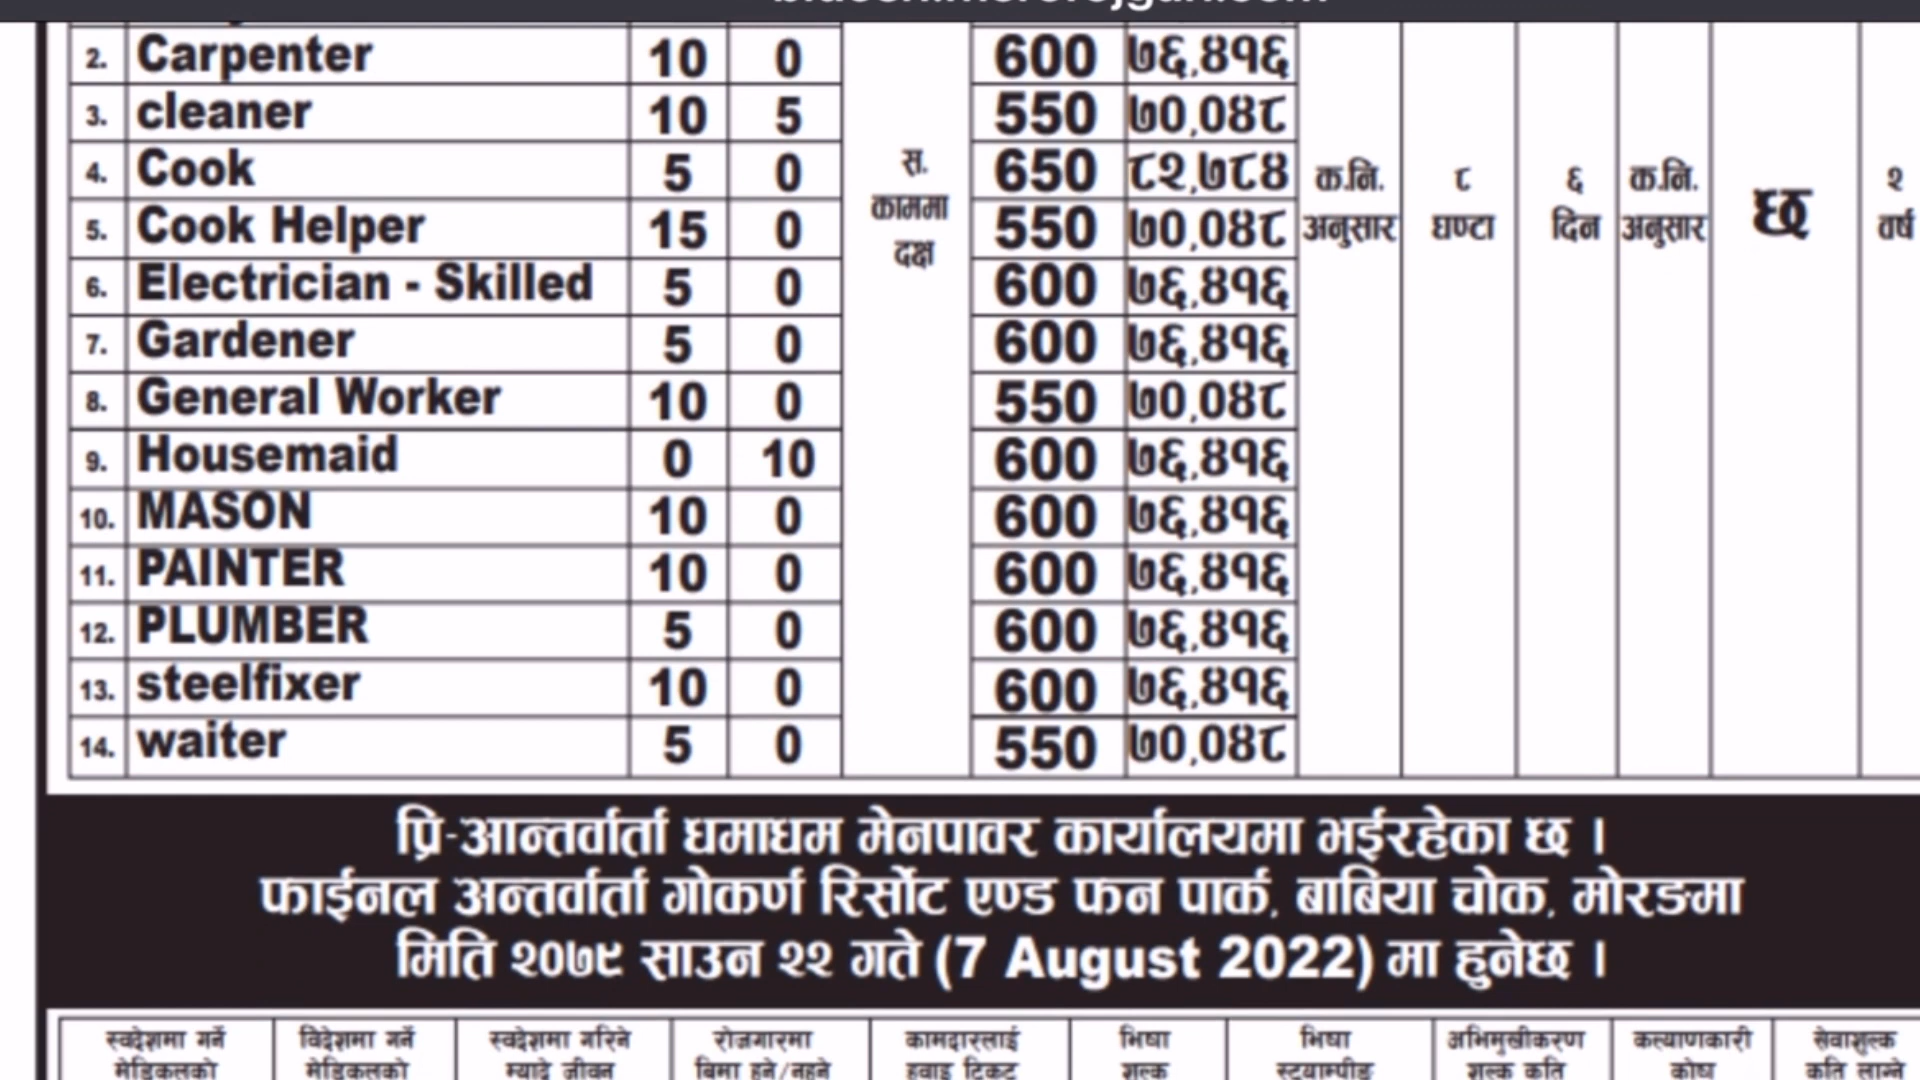 2. Carpenter 10 0 600 ७६,४१६
3. cleaner 10 5 550 ७०,०४८
4. Cook 5 0 650 ८२,७८४
5. Cook Helper 15 0 550 ७०,०४८
6. Electrician - Skilled 5 0 600 ७६,४१६
7. Gardener 5 0 600 ७६,४१६
8. General Worker 10 0 550 ७०,०४८
9. Housemaid 0 10 600 ७६,४१६
10. MASON 10 0 600 ७६,४१६
11. PAINTER 10 0 600 ७६,४१६
12. PLUMBER 5 0 600 ७६,४१६
13. steelfixer 10 0 600 ७६,४१६
14. waiter 5 0 550 ७०,०४८
स.
काममा
दक्ष
क.नि.
अनुसार
८
घण्टा
६
दिन
क.नि.
अनुसार
छ
२
वर्ष
प्रि-आन्तर्वार्ता धमाधम मेनपावर कार्यालयमा भईरहेका छ ।
फाईनल अन्तर्वार्ता गोकर्ण रिर्सोट एण्ड फन पार्क, बाबिया चोक, मोरङमा
मिति २०७९ साउन २२ गते (7 August 2022) मा हुनेछ ।
स्वदेशमा गर्ने
मेडिकलको
विदेशमा गर्ने
मेडिकलको
स्वदेशमा गरिने
म्यादे जीवन
रोजगारमा
बिमा हुने/नहुने
कामदारलाई
हवाइ टिकट
भिषा
शुल्क
भिषा
स्ट्याम्पीङ
अभिमुखीकरण
शुल्क कति
कल्याणकारी
कोष
सेवाशुल्क
कति लाग्ने